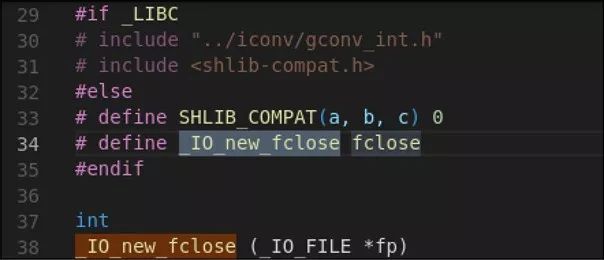 29 #if _LIBC
30 # include "../iconv/gconv_int.h"
31 # include <shlib-compat.h>
32 #else
33 # define SHLIB_COMPAT(a, b, c) 0
34 # define _IO_new_fclose fclose
35 #endif
36
37 int
38 _IO_new_fclose (_IO_FILE *fp)